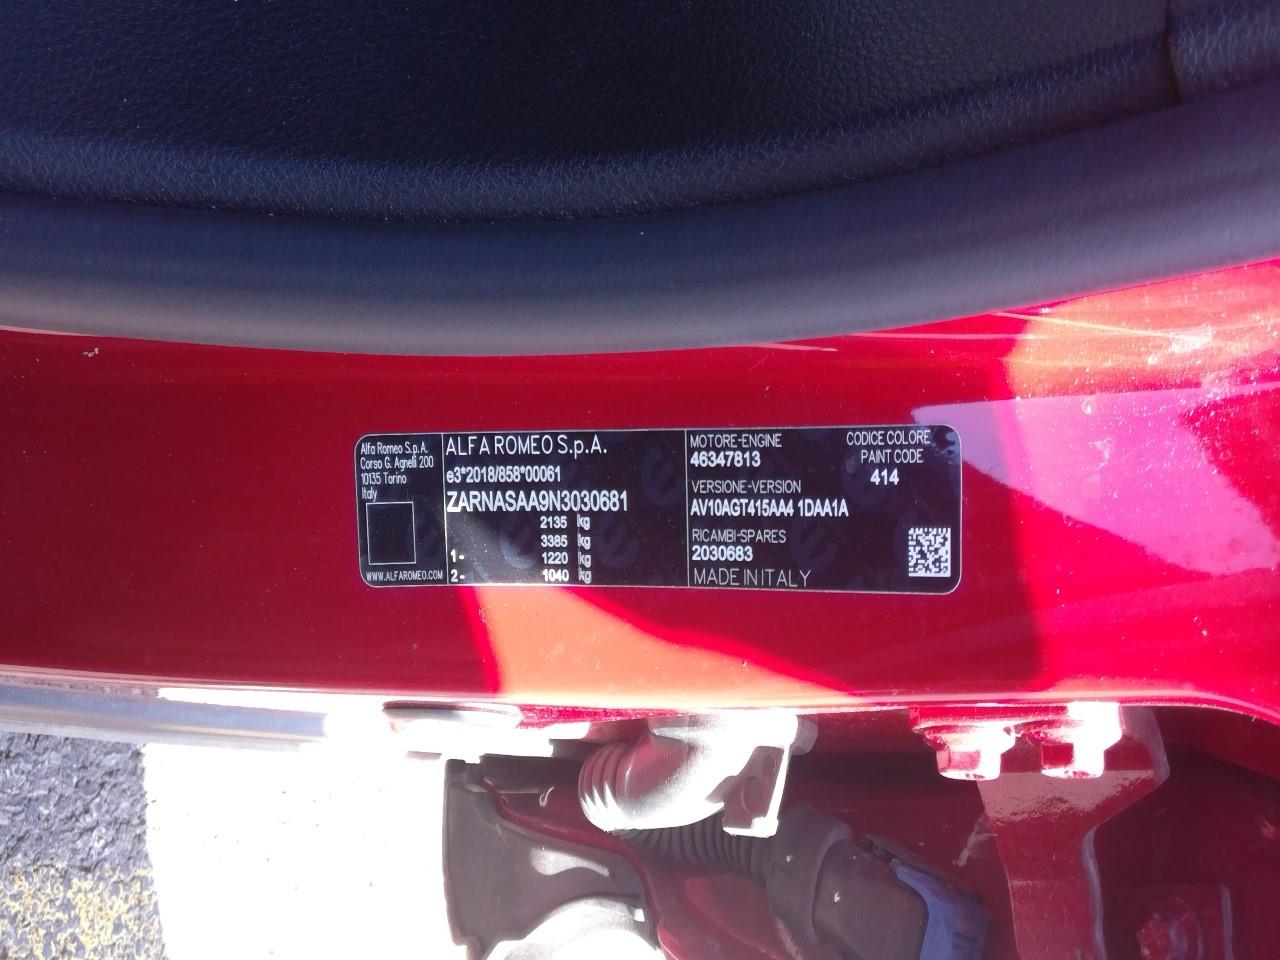 Alfa Romeo S.p.A.
Corso G. Agnelli 200
10135 Torino
Italy
WWW.ALFAROMEO.COM
ALFA ROMEO S.p.A.
e3*2018/858*00061
ZARNASAA9N3030681
2135 kg
3385 kg
1- 1220 kg
2- 1040 kg
MOTORE-ENGINE
46347813
VERSIONE-VERSION
AV10AGT415AA4 1DAA1A
RICAMBI-SPARES
2030683
MADE IN ITALY
CODICE COLORE
PAINT CODE
414